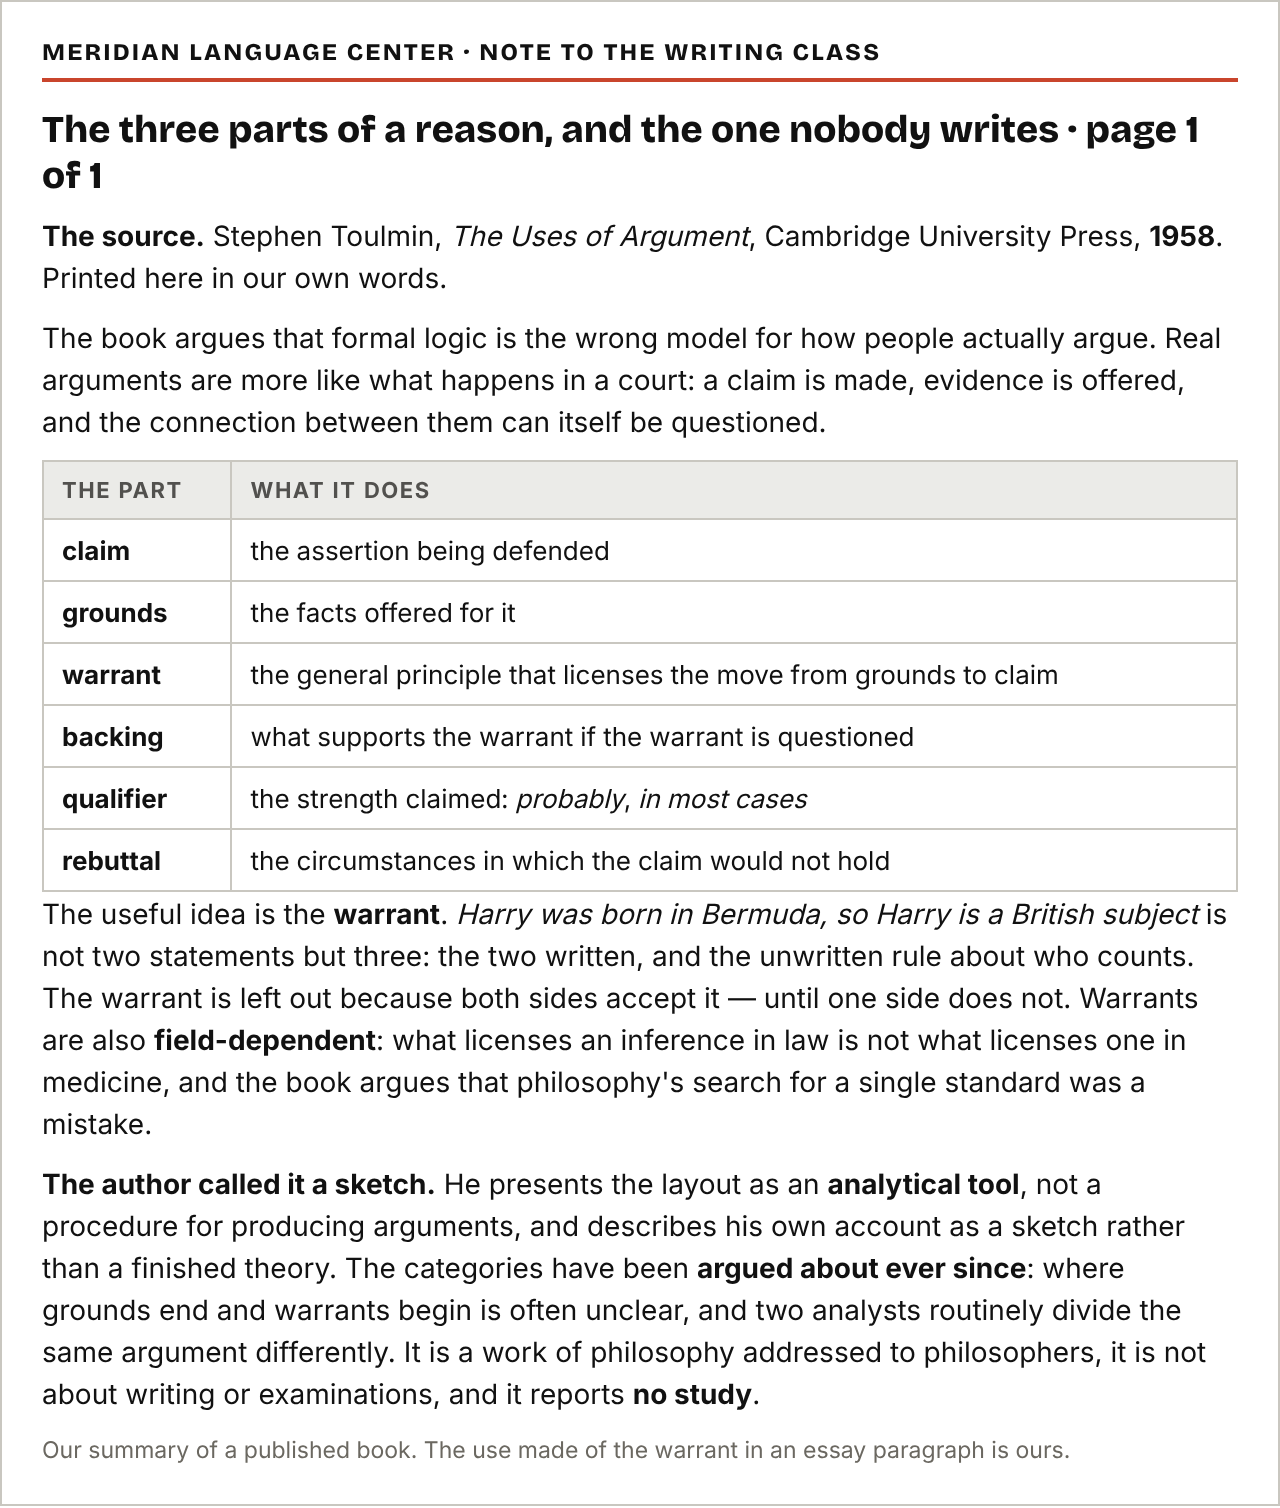 MERIDIAN LANGUAGE CENTER · NOTE TO THE WRITING CLASS
The three parts of a reason, and the one nobody writes · page 1
of 1
The source. Stephen Toulmin, The Uses of Argument, Cambridge University Press, 1958.
Printed here in our own words.
The book argues that formal logic is the wrong model for how people actually argue. Real
arguments are more like what happens in a court: a claim is made, evidence is offered,
and the connection between them can itself be questioned.
THE PART WHAT IT DOES
claim the assertion being defended
grounds the facts offered for it
warrant the general principle that licenses the move from grounds to claim
backing what supports the warrant if the warrant is questioned
qualifier the strength claimed: probably, in most cases
rebuttal the circumstances in which the claim would not hold
The useful idea is the warrant. Harry was born in Bermuda, so Harry is a British subject is
not two statements but three: the two written, and the unwritten rule about who counts.
The warrant is left out because both sides accept it — until one side does not. Warrants
are also field-dependent: what licenses an inference in law is not what licenses one in
medicine, and the book argues that philosophy's search for a single standard was a
mistake.
The author called it a sketch. He presents the layout as an analytical tool, not a
procedure for producing arguments, and describes his own account as a sketch rather
than a finished theory. The categories have been argued about ever since: where
grounds end and warrants begin is often unclear, and two analysts routinely divide the
same argument differently. It is a work of philosophy addressed to philosophers, it is not
about writing or examinations, and it reports no study.
Our summary of a published book. The use made of the warrant in an essay paragraph is ours.